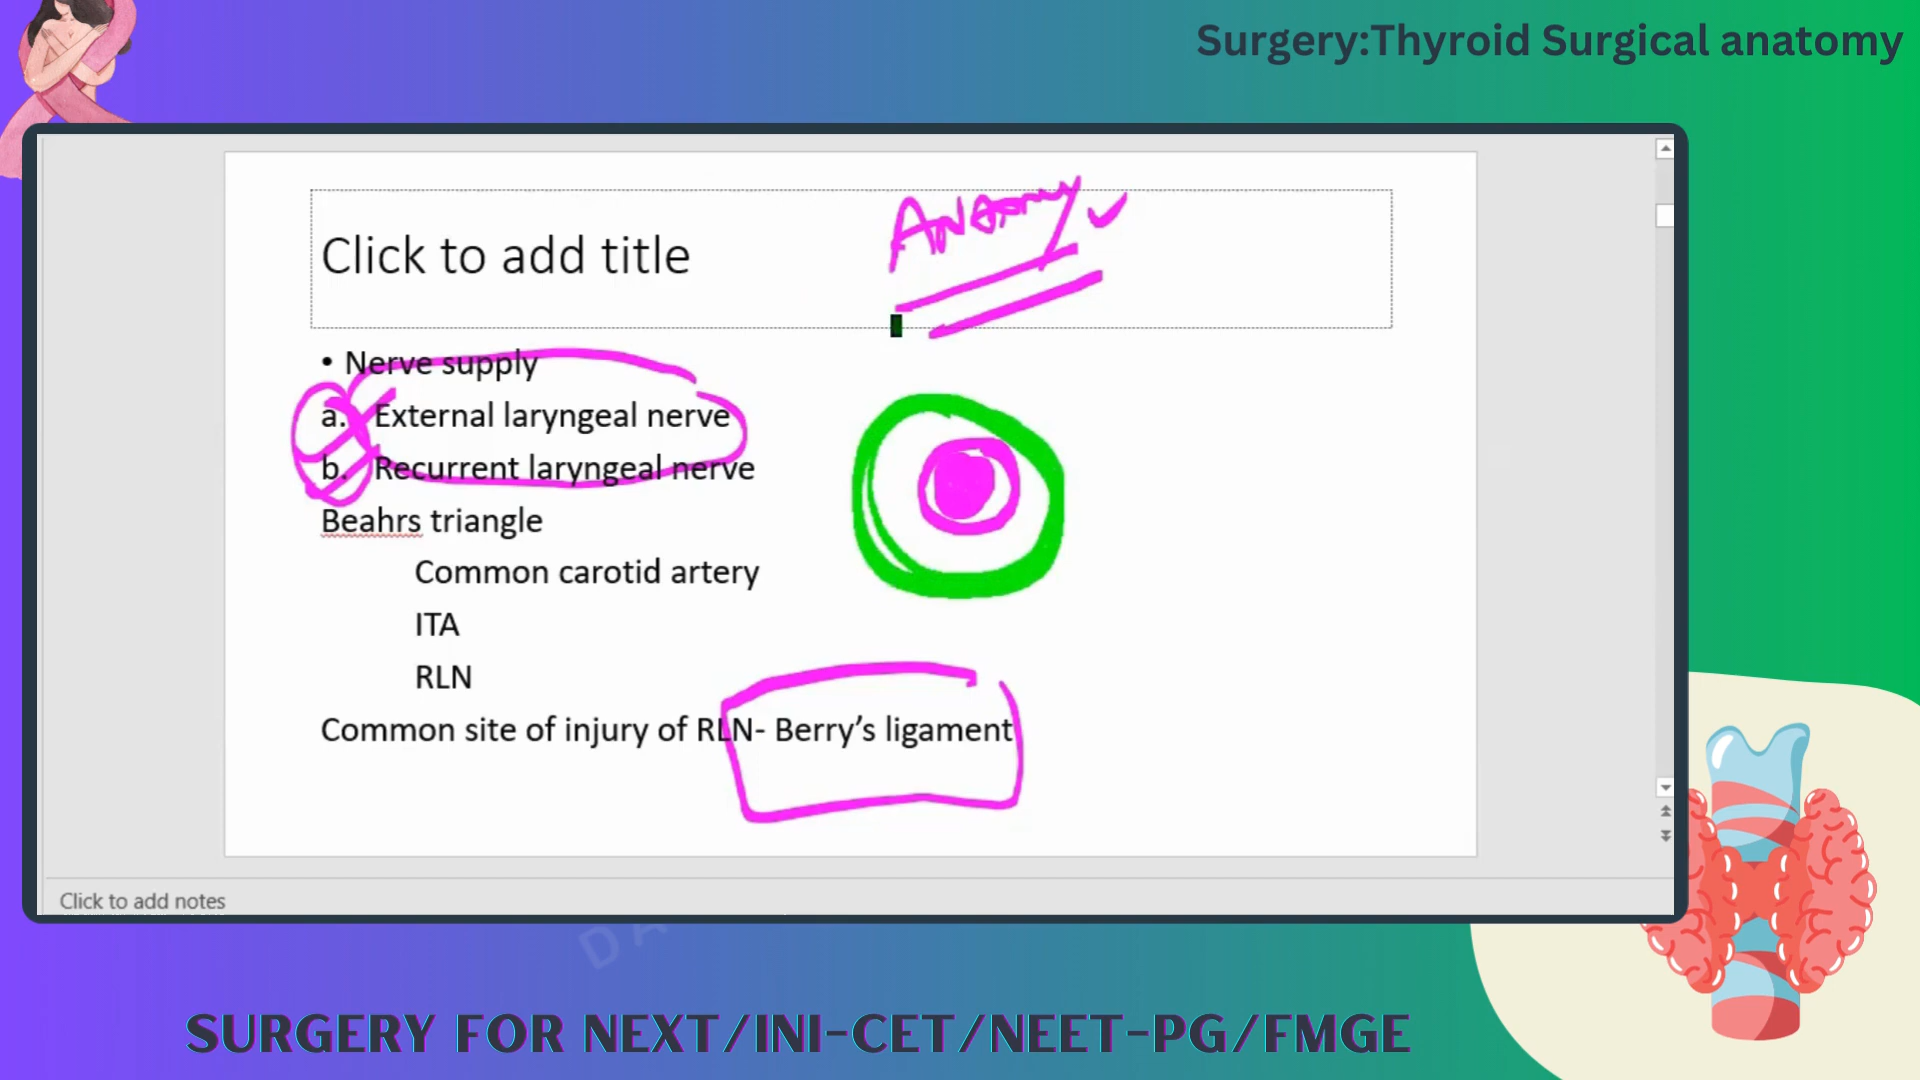 Surgery:Thyroid Surgical anatomy
Anatomy
Click to add title
• Nerve supply
a. External laryngeal nerve
b. Recurrent laryngeal nerve
Beahrs triangle
Common carotid artery
ITA
RLN
Common site of injury of RLN- Berry’s ligament
Click to add notes
SURGERY FOR NEXT/INI-CET/NEET-PG/FMGE